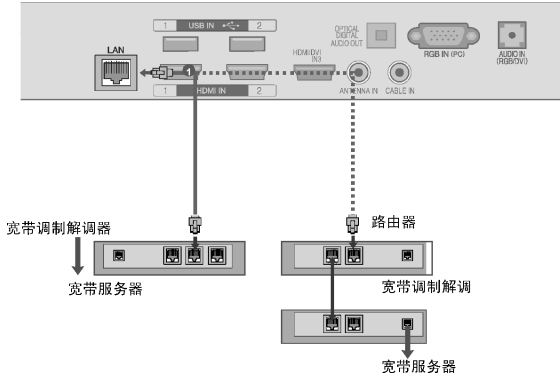 1 USB IN 2
OPTICAL
DIGITAL
AUDIO OUT
LAN
HDMI/DVI
IN3
RGB IN (PC)
AUDIO IN
(RGB/DVI)
1
1 HDMI IN 2
ANTENNA IN
CABLE IN
宽带调制解调器
路由器
宽带服务器
宽带调制解调
宽带服务器